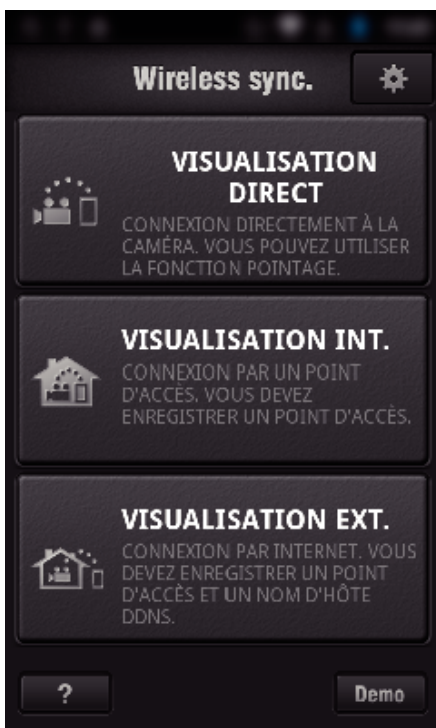 Wireless sync.
VISUALISATION
DIRECT
CONNEXION DIRECTEMENT À LA
CAMÉRA. VOUS POUVEZ UTILISER
LA FONCTION POINTAGE.
VISUALISATION INT.
CONNEXION PAR UN POINT
D'ACCÈS. VOUS DEVEZ
ENREGISTRER UN POINT D'ACCÈS.
VISUALISATION EXT.
CONNEXION PAR INTERNET. VOUS
DEVEZ ENREGISTRER UN POINT
D'ACCÈS ET UN NOM D'HÔTE
DDNS.
?
Demo